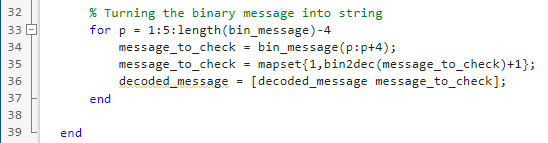 32 % Turning the binary message into string
33 for p = 1:5:length(bin_message)-4
34 message_to_check = bin_message(p:p+4);
35 message_to_check = mapset{1,bin2dec(message_to_check)+1};
36 decoded_message = [decoded_message message_to_check];
37 end
38
39 end